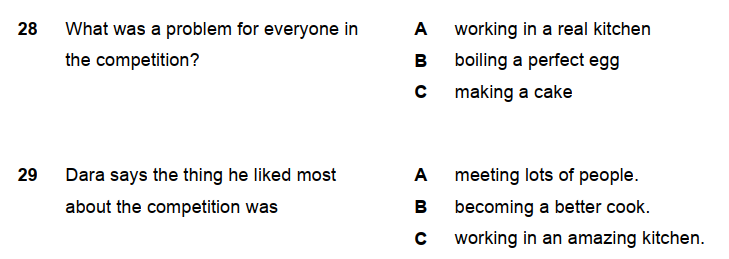 28 What was a problem for everyone in A working in a real kitchen
the competition? B boiling a perfect egg
C making a cake
29 Dara says the thing he liked most A meeting lots of people.
about the competition was B becoming a better cook.
C working in an amazing kitchen.